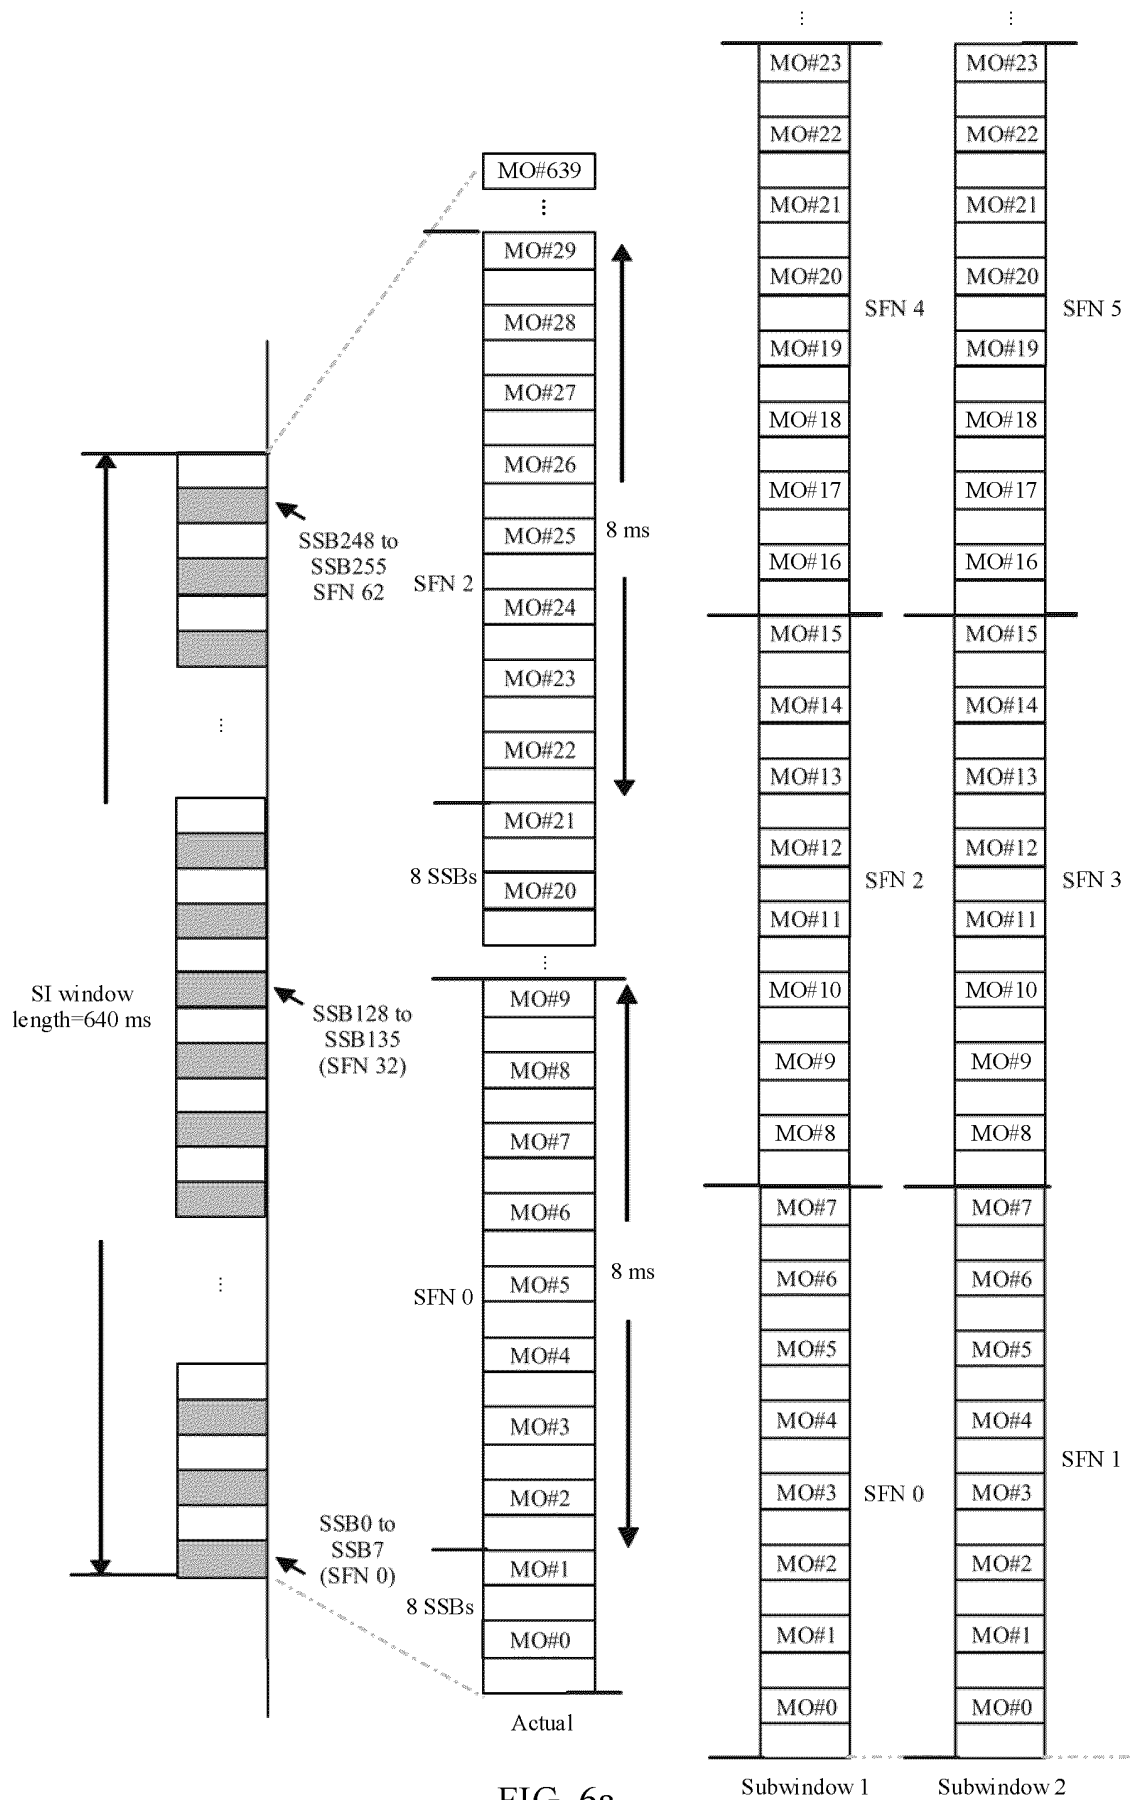 SI window
length=640 ms
SSB248 to
SSB255
SFN 62
⋮
SSB128 to
SSB135
(SFN 32)
⋮
SSB0 to
SSB7
(SFN 0)
MO#639
⋮
MO#29
MO#28
MO#27
MO#26
MO#25
MO#24
MO#23
MO#22
SFN 2
8 ms
MO#21
MO#20
8 SSBs
⋮
MO#9
MO#8
MO#7
MO#6
MO#5
MO#4
MO#3
MO#2
SFN 0
8 ms
MO#1
MO#0
8 SSBs
Actual
⋮
MO#23
MO#22
MO#21
MO#20
MO#19
MO#18
MO#17
MO#16
SFN 4
MO#15
MO#14
MO#13
MO#12
MO#11
MO#10
MO#9
MO#8
SFN 2
MO#7
MO#6
MO#5
MO#4
MO#3
MO#2
MO#1
MO#0
SFN 0
Subwindow 1
⋮
MO#23
MO#22
MO#21
MO#20
MO#19
MO#18
MO#17
MO#16
SFN 5
MO#15
MO#14
MO#13
MO#12
MO#11
MO#10
MO#9
MO#8
SFN 3
MO#7
MO#6
MO#5
MO#4
MO#3
MO#2
MO#1
MO#0
SFN 1
Subwindow 2
FIG. 6a